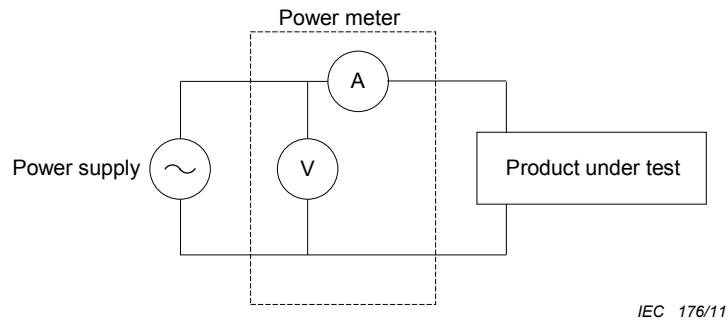 Power meter
A
Power supply
V
Product under test
IEC 176/11